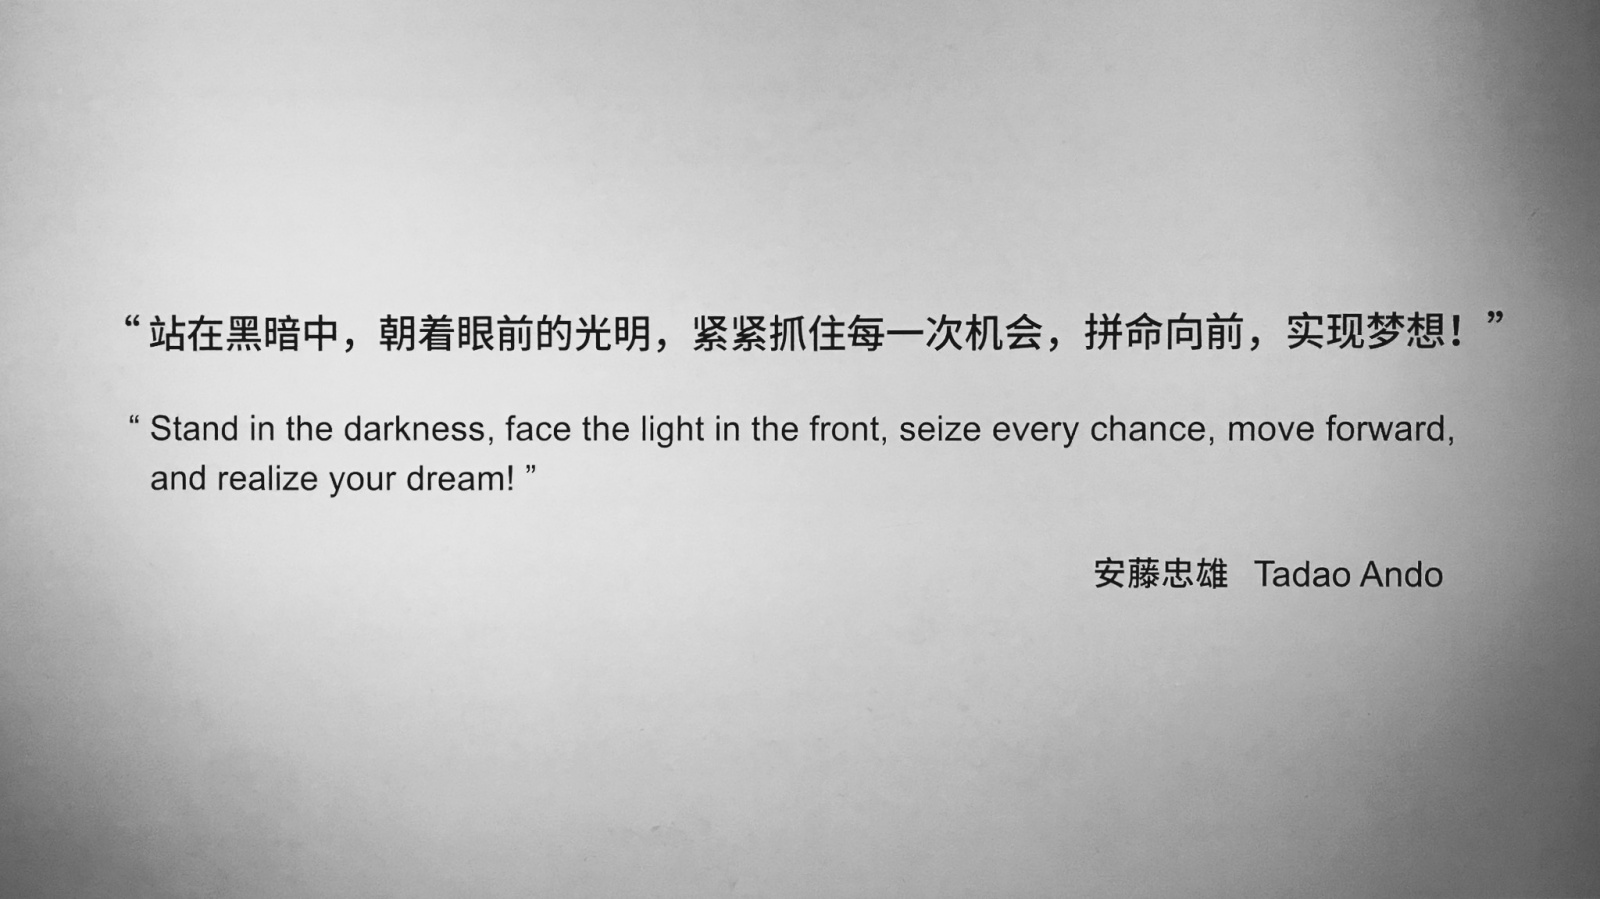 “站在黑暗中，朝着眼前的光明，紧紧抓住每一次机会，拼命向前，实现梦想！”
“ Stand in the darkness, face the light in the front, seize every chance, move forward,
and realize your dream! ”
安藤忠雄 Tadao Ando